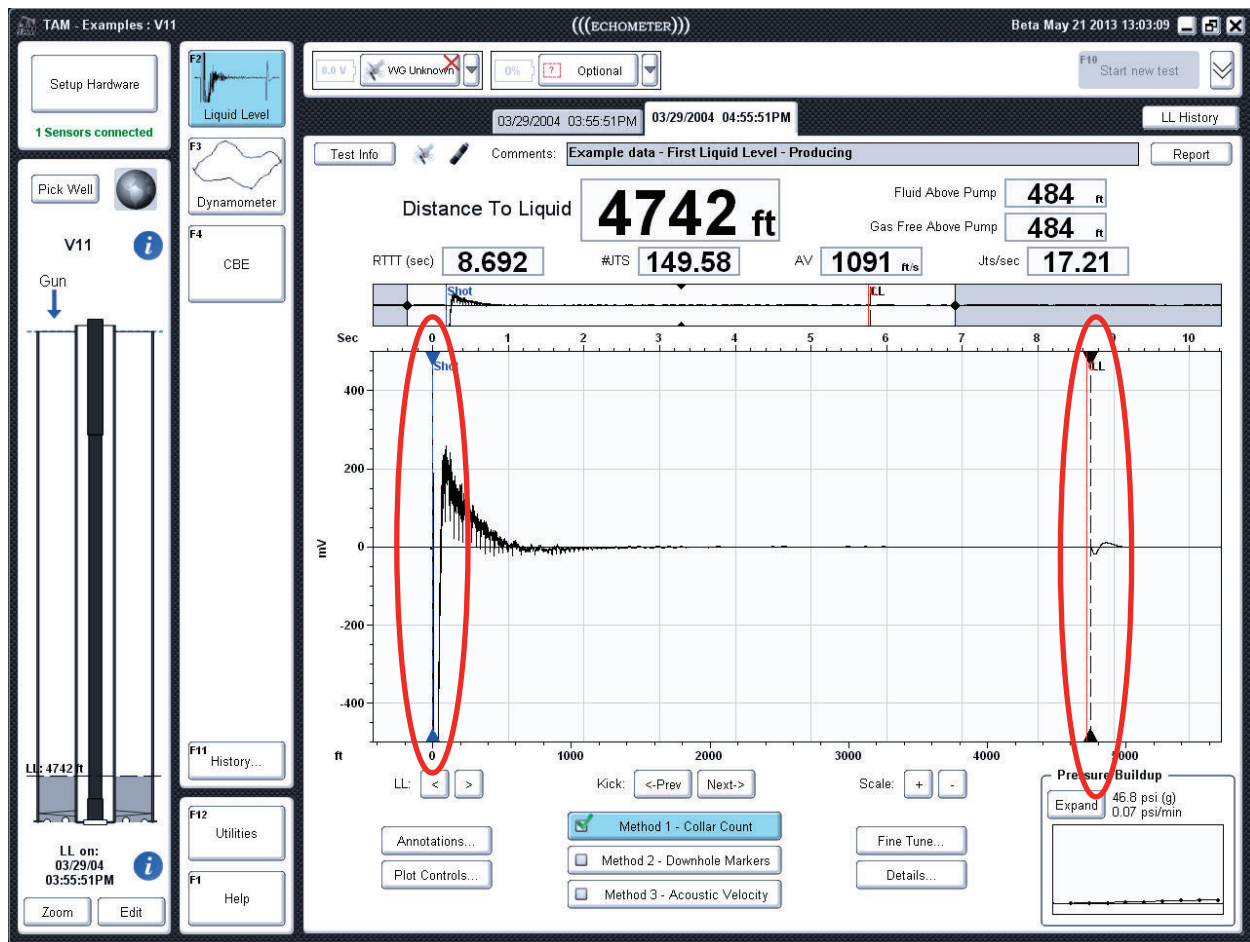 TAM - Examples : V11
(((ECHOMETER)))
Beta May 21 2013 13:03:09
Setup Hardware
1 Sensors connected
F2
Liquid Level
F3
Dynamometer
F4
CBE
F11
History...
F12
Utilities
F1
Help
Pick Well
V11
Gun
LL: 4742 ft
LL on:
03/29/04
03:55:51PM
Zoom
Edit
0.0 V
WG Unknown
0%
?
Optional
F10
Start new test
03/29/2004 03:55:51PM
03/29/2004 04:55:51PM
LL History
Test Info
Comments:
Example data - First Liquid Level - Producing
Report
Distance To Liquid
4742 ft
Fluid Above Pump
484 ft
Gas Free Above Pump
484 ft
RTTT (sec)
8.692
#JTS
149.58
AV
1091 ft/s
Jts/sec
17.21
Shot
LL
Sec
0 1 2 3 4 5 6 7 8 9 10
Shot
LL
400
200
0
-200
-400
mV
ft
0 1000 2000 3000 4000 5000
LL:
<
>
Kick:
<-Prev
Next->
Scale:
+
-
Method 1 - Collar Count
Method 2 - Downhole Markers
Method 3 - Acoustic Velocity
Annotations...
Plot Controls...
Fine Tune...
Details...
Pressure Buildup
Expand
46.8 psi (g)
0.07 psi/min